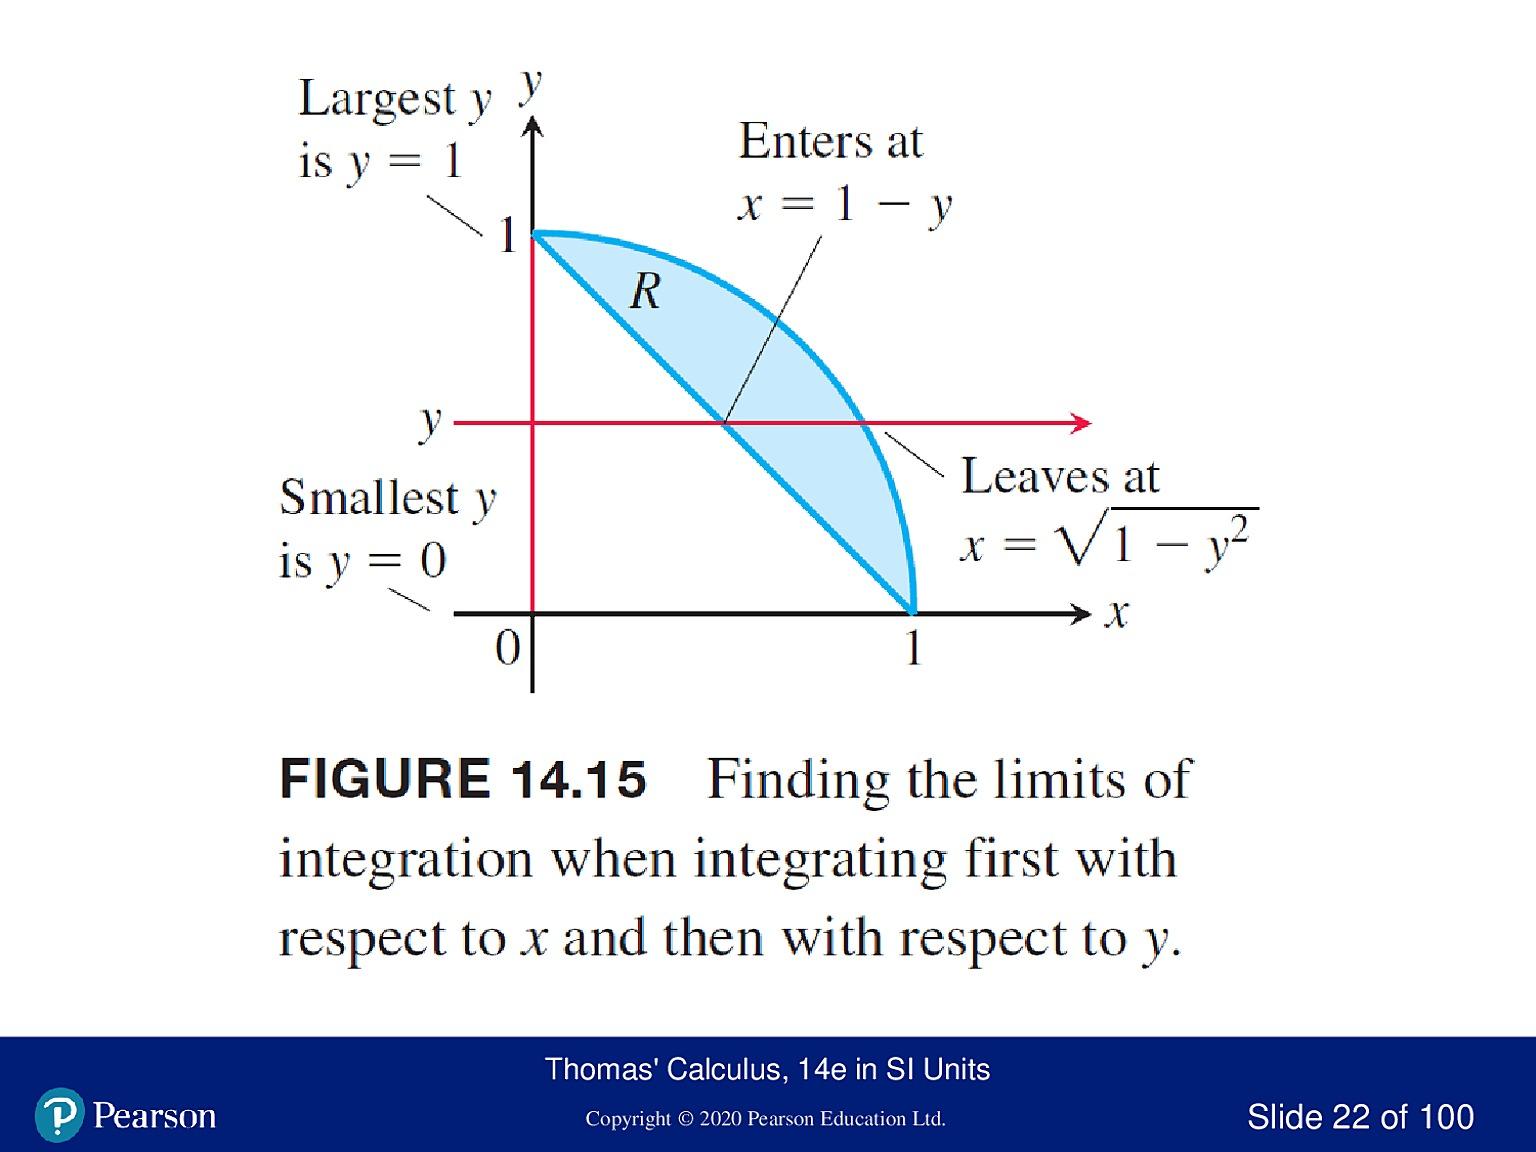 Largest y
is y = 1
y
Enters at
x = 1 − y
1
R
y
Leaves at
x = √1 − y²
Smallest y
is y = 0
x
0
1
FIGURE 14.15 Finding the limits of
integration when integrating first with
respect to x and then with respect to y.
Thomas' Calculus, 14e in SI Units
Pearson
Copyright © 2020 Pearson Education Ltd.
Slide 22 of 100